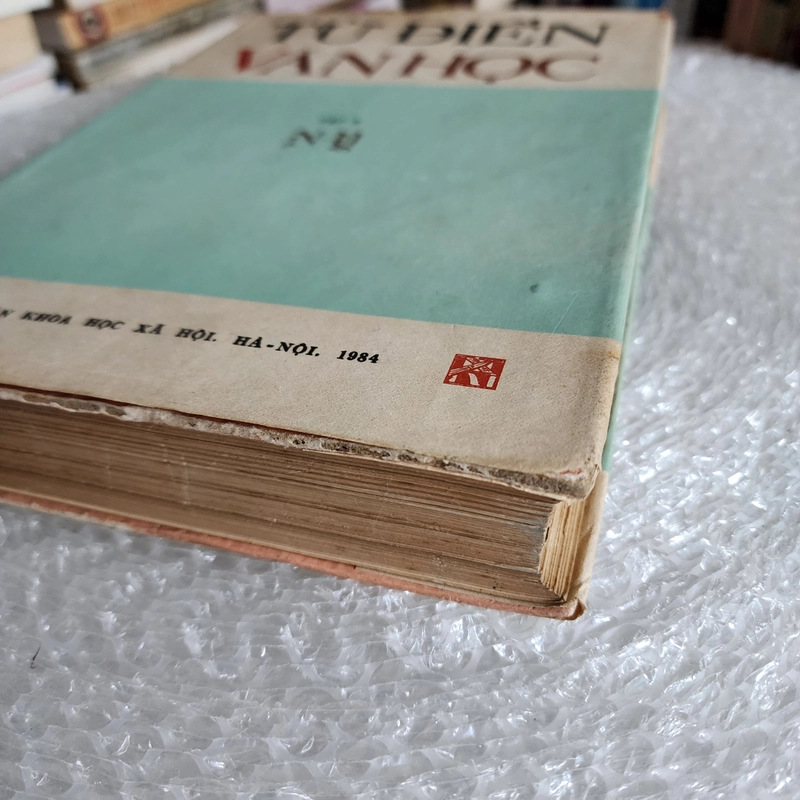 TỪ ĐIỂN
VĂN HỌC
KHOA HỌC XÃ HỘI. HÀ-NỘI. 1984